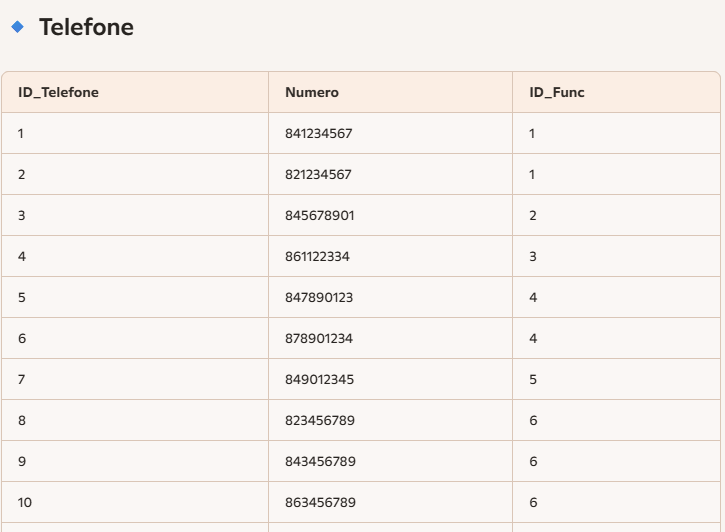 Telefone
ID_Telefone Numero ID_Func
1 841234567 1
2 821234567 1
3 845678901 2
4 861122334 3
5 847890123 4
6 878901234 4
7 849012345 5
8 823456789 6
9 843456789 6
10 863456789 6